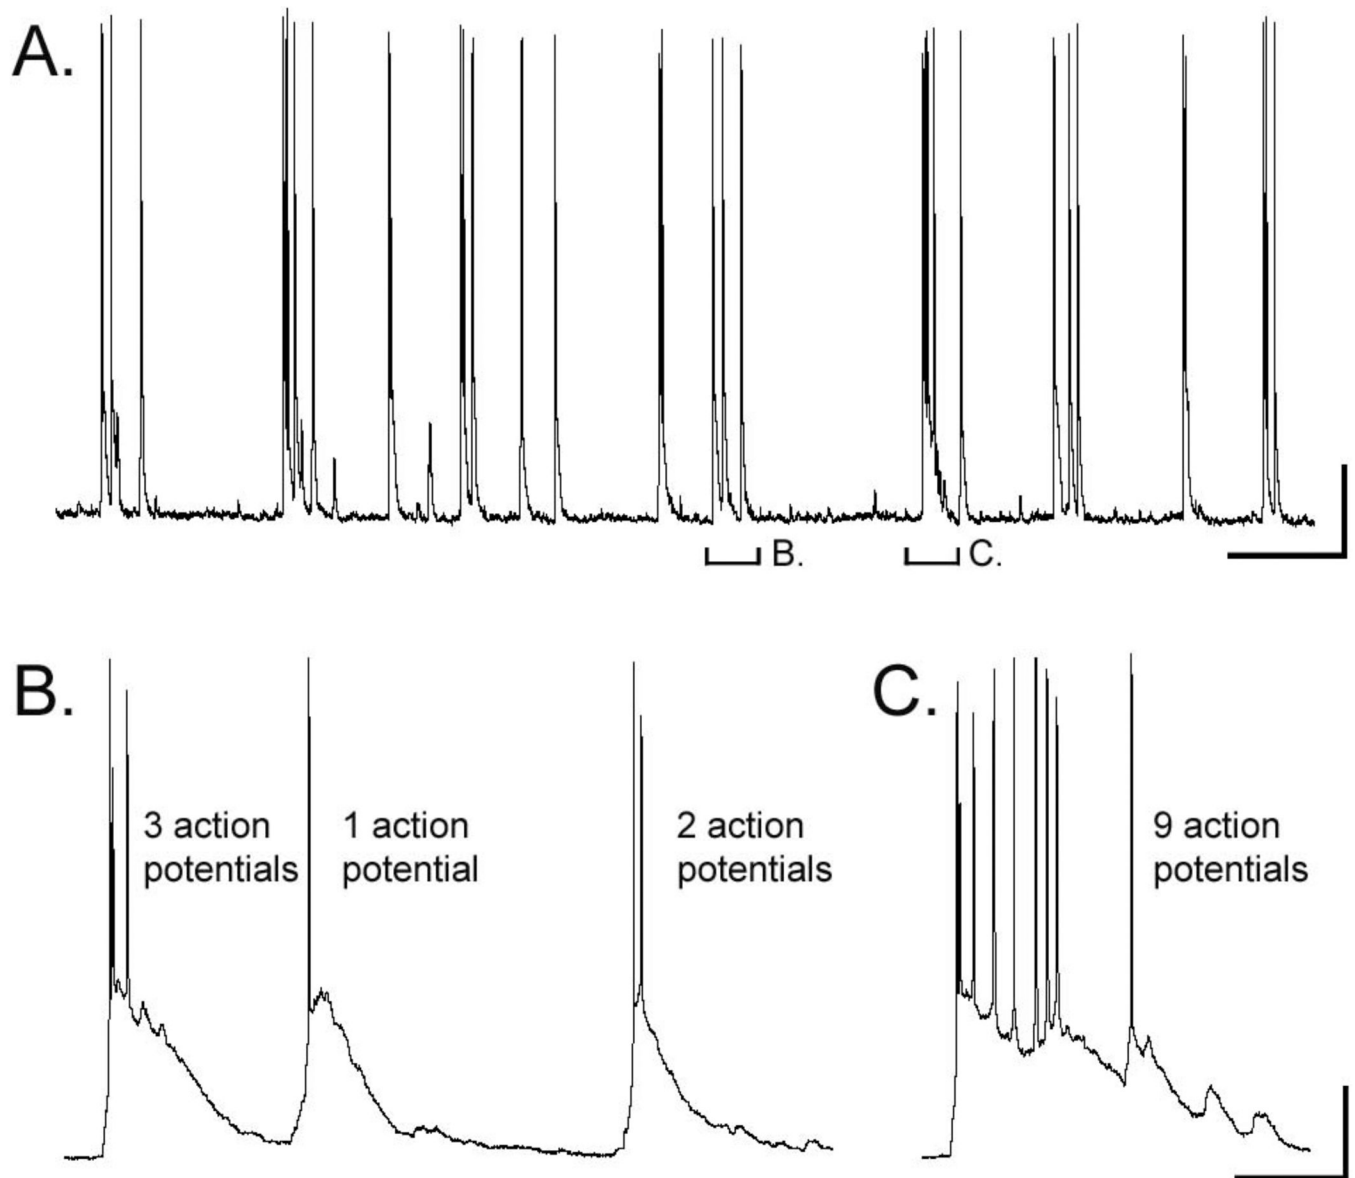 A.
B.
C.
B.
C.
3 action
potentials
1 action
potential
2 action
potentials
9 action
potentials